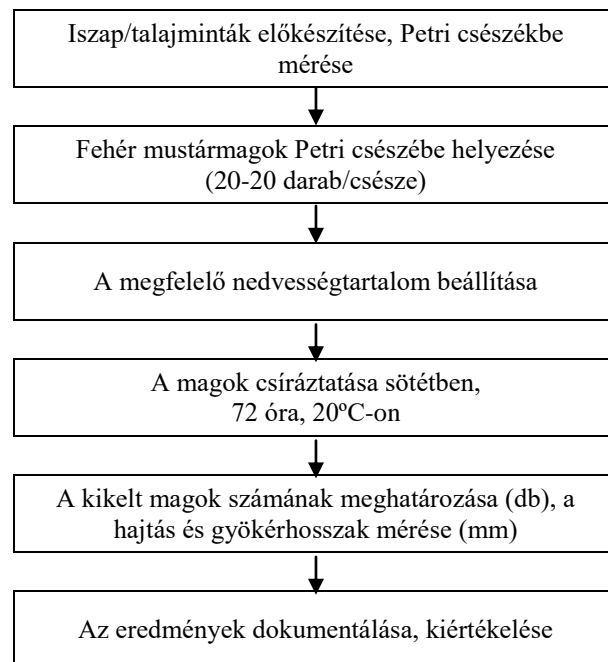 Iszap/talajminták előkészítése, Petri csészékbe
mérése
Fehér mustármagok Petri csészébe helyezése
(20-20 darab/csésze)
A megfelelő nedvességtartalom beállítása
A magok csíráztatása sötétben,
72 óra, 20ºC-on
A kikelt magok számának meghatározása (db), a
hajtás és gyökérhosszak mérése (mm)
Az eredmények dokumentálása, kiértékelése